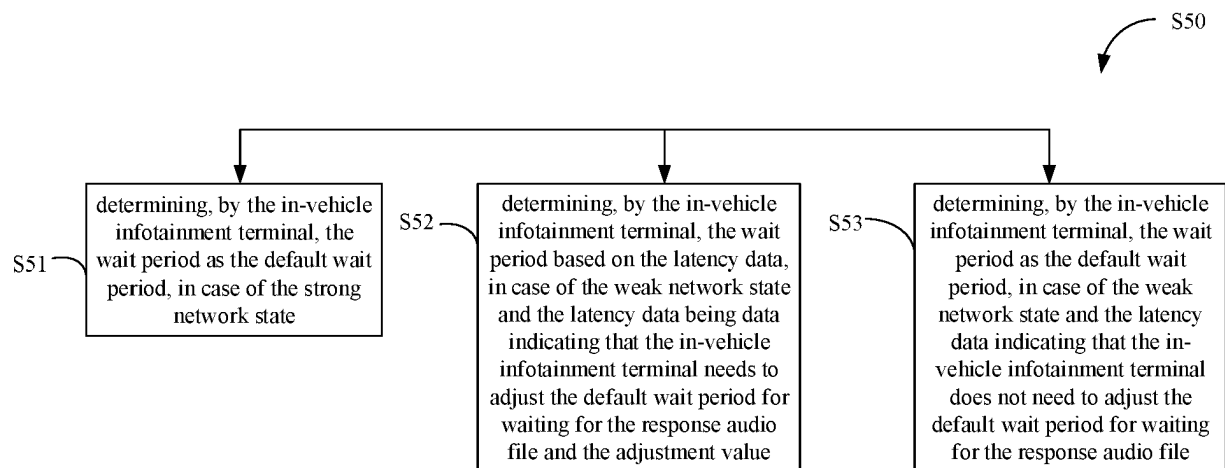 S50
S51
determining, by the in-vehicle
infotainment terminal, the
wait period as the default wait
period, in case of the strong
network state
S52
determining, by the in-vehicle
infotainment terminal, the wait
period based on the latency data,
in case of the weak network state
and the latency data being data
indicating that the in-vehicle
infotainment terminal needs to
adjust the default wait period for
waiting for the response audio
file and the adjustment value
S53
determining, by the in-vehicle
infotainment terminal, the wait
period as the default wait
period, in case of the weak
network state and the latency
data indicating that the in-
vehicle infotainment terminal
does not need to adjust the
default wait period for waiting
for the response audio file